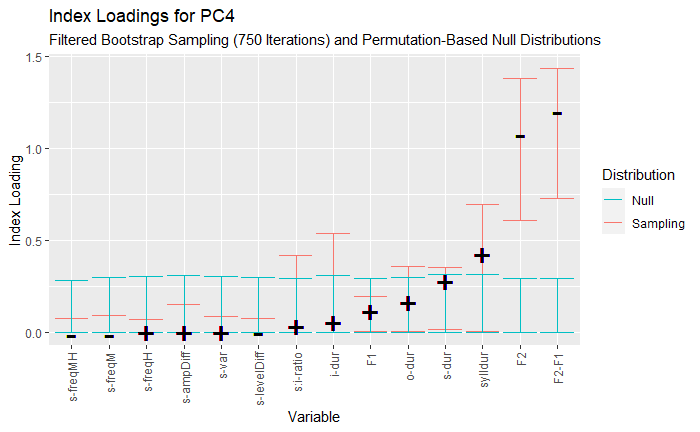 Index Loadings for PC4
Filtered Bootstrap Sampling (750 Iterations) and Permutation-Based Null Distributions
1.5
1.0
0.5
0.0
Index Loading
s-freqMH
s-freqM
s-freqH
s-ampDiff
s-var
s-levelDiff
s:i-ratio
i-dur
F1
o-dur
s-dur
sylldur
F2
F2-F1
Variable
Distribution
Null
Sampling